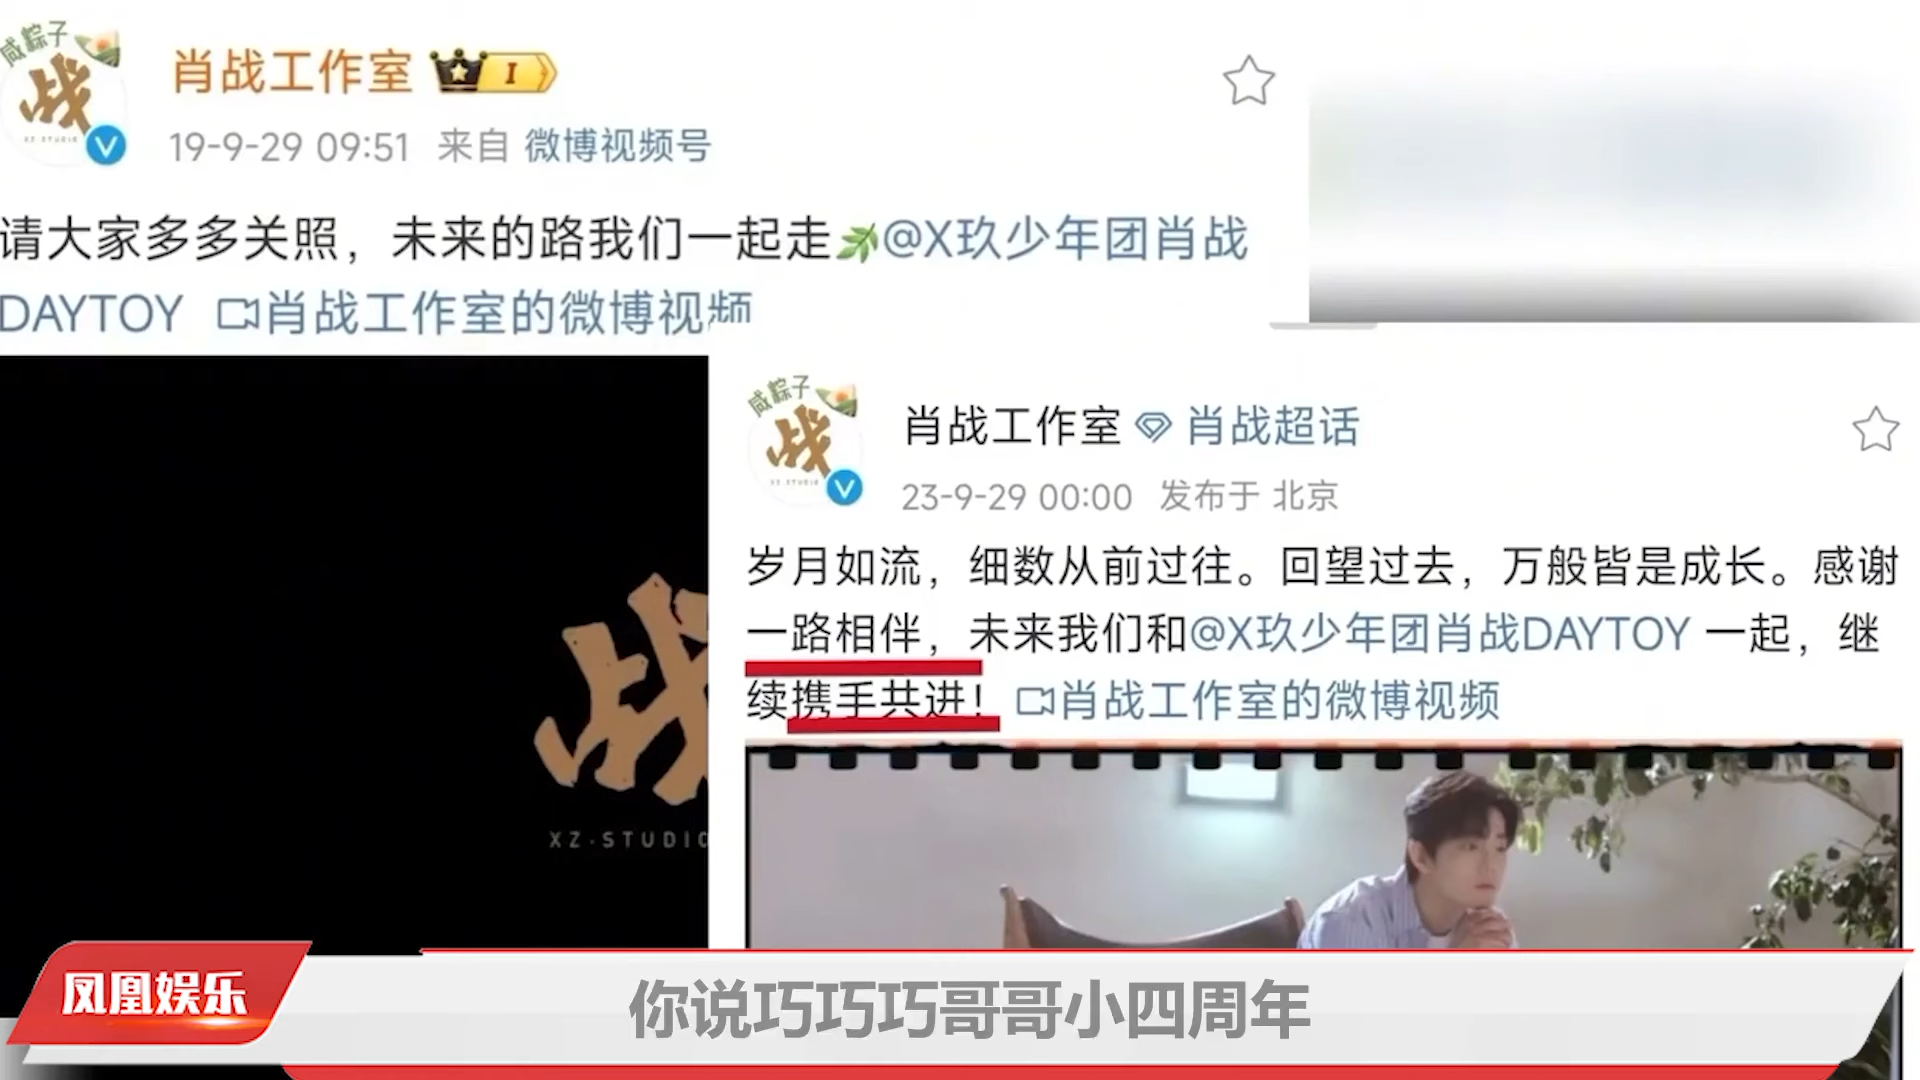 咸粽子
战
XZ STUDIO
肖战工作室 I
19-9-29 09:51 来自 微博视频号
请大家多多关照，未来的路我们一起走🌿@X玖少年团肖战
DAYTOY 肖战工作室的微博视频
战
XZ·STUDIO
咸粽子
战
XZ STUDIO
肖战工作室 肖战超话
23-9-29 00:00 发布于 北京
岁月如流，细数从前过往。回望过去，万般皆是成长。感谢
一路相伴，未来我们和@X玖少年团肖战DAYTOY 一起，继
续携手共进！ 肖战工作室的微博视频
凤凰娱乐
你说巧巧巧哥哥小四周年